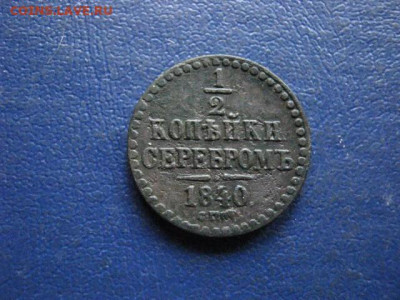 COINS.LAVE.RU
1
2
КОПѢЙКИ
СЕРЕБРОМЪ
1840.